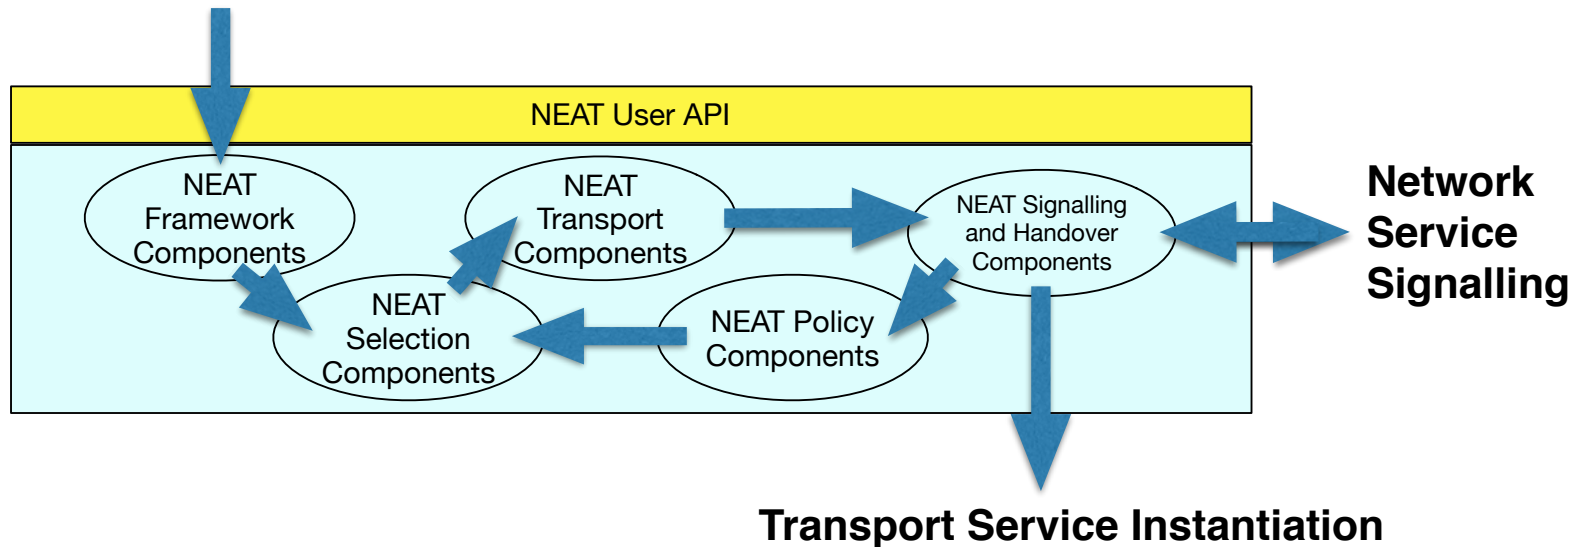 NEAT User API
NEAT
Framework
Components
NEAT
Transport
Components
NEAT Signalling
and Handover
Components
Network
Service
Signalling
NEAT
Selection
Components
NEAT Policy
Components
Transport Service Instantiation